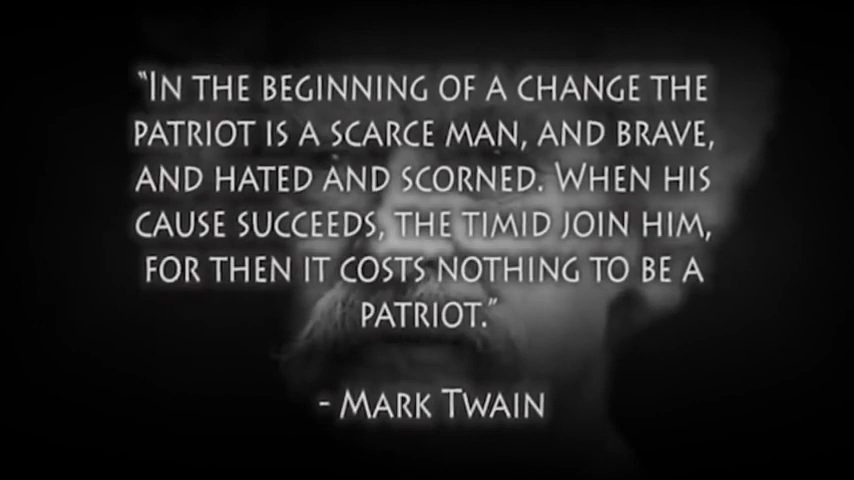 “In the beginning of a change the
patriot is a scarce man, and brave,
and hated and scorned. When his
cause succeeds, the timid join him,
for then it costs nothing to be a
patriot.”
- Mark Twain